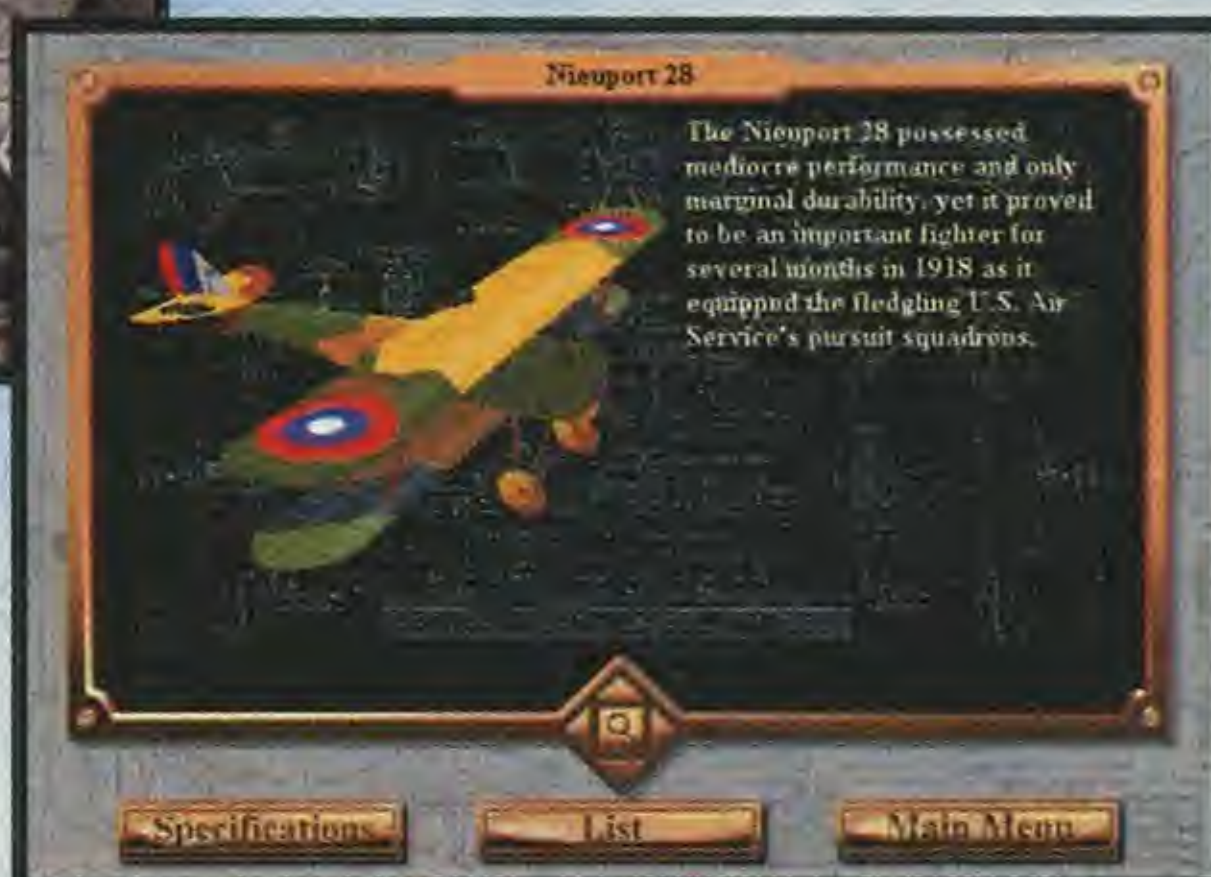 Nieuport 28
The Nieuport 28 possessed
mediocre performance and only
marginal durability, yet it proved
to be an important fighter for
several months in 1918 as it
equipped the fledgling U.S. Air
Service's pursuit squadrons.
Specifications
List
Main Menu